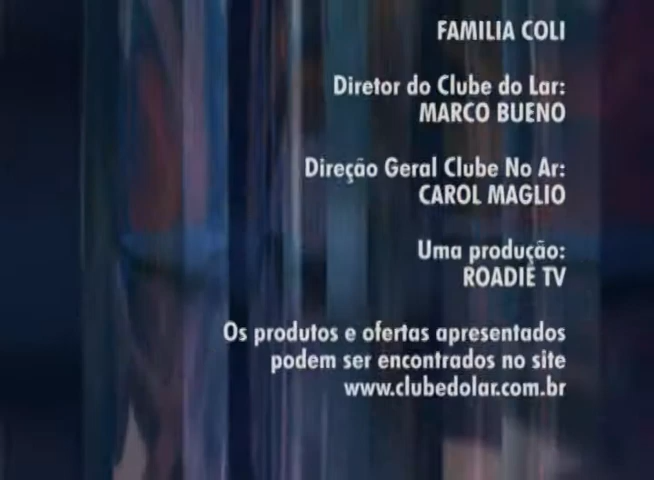 FAMILIA COLI
Diretor do Clube do Lar:
MARCO BUENO
Direção Geral Clube No Ar:
CAROL MAGLIO
Uma produção:
ROADIE TV
Os produtos e ofertas apresentados
podem ser encontrados no site
www.clubedolar.com.br